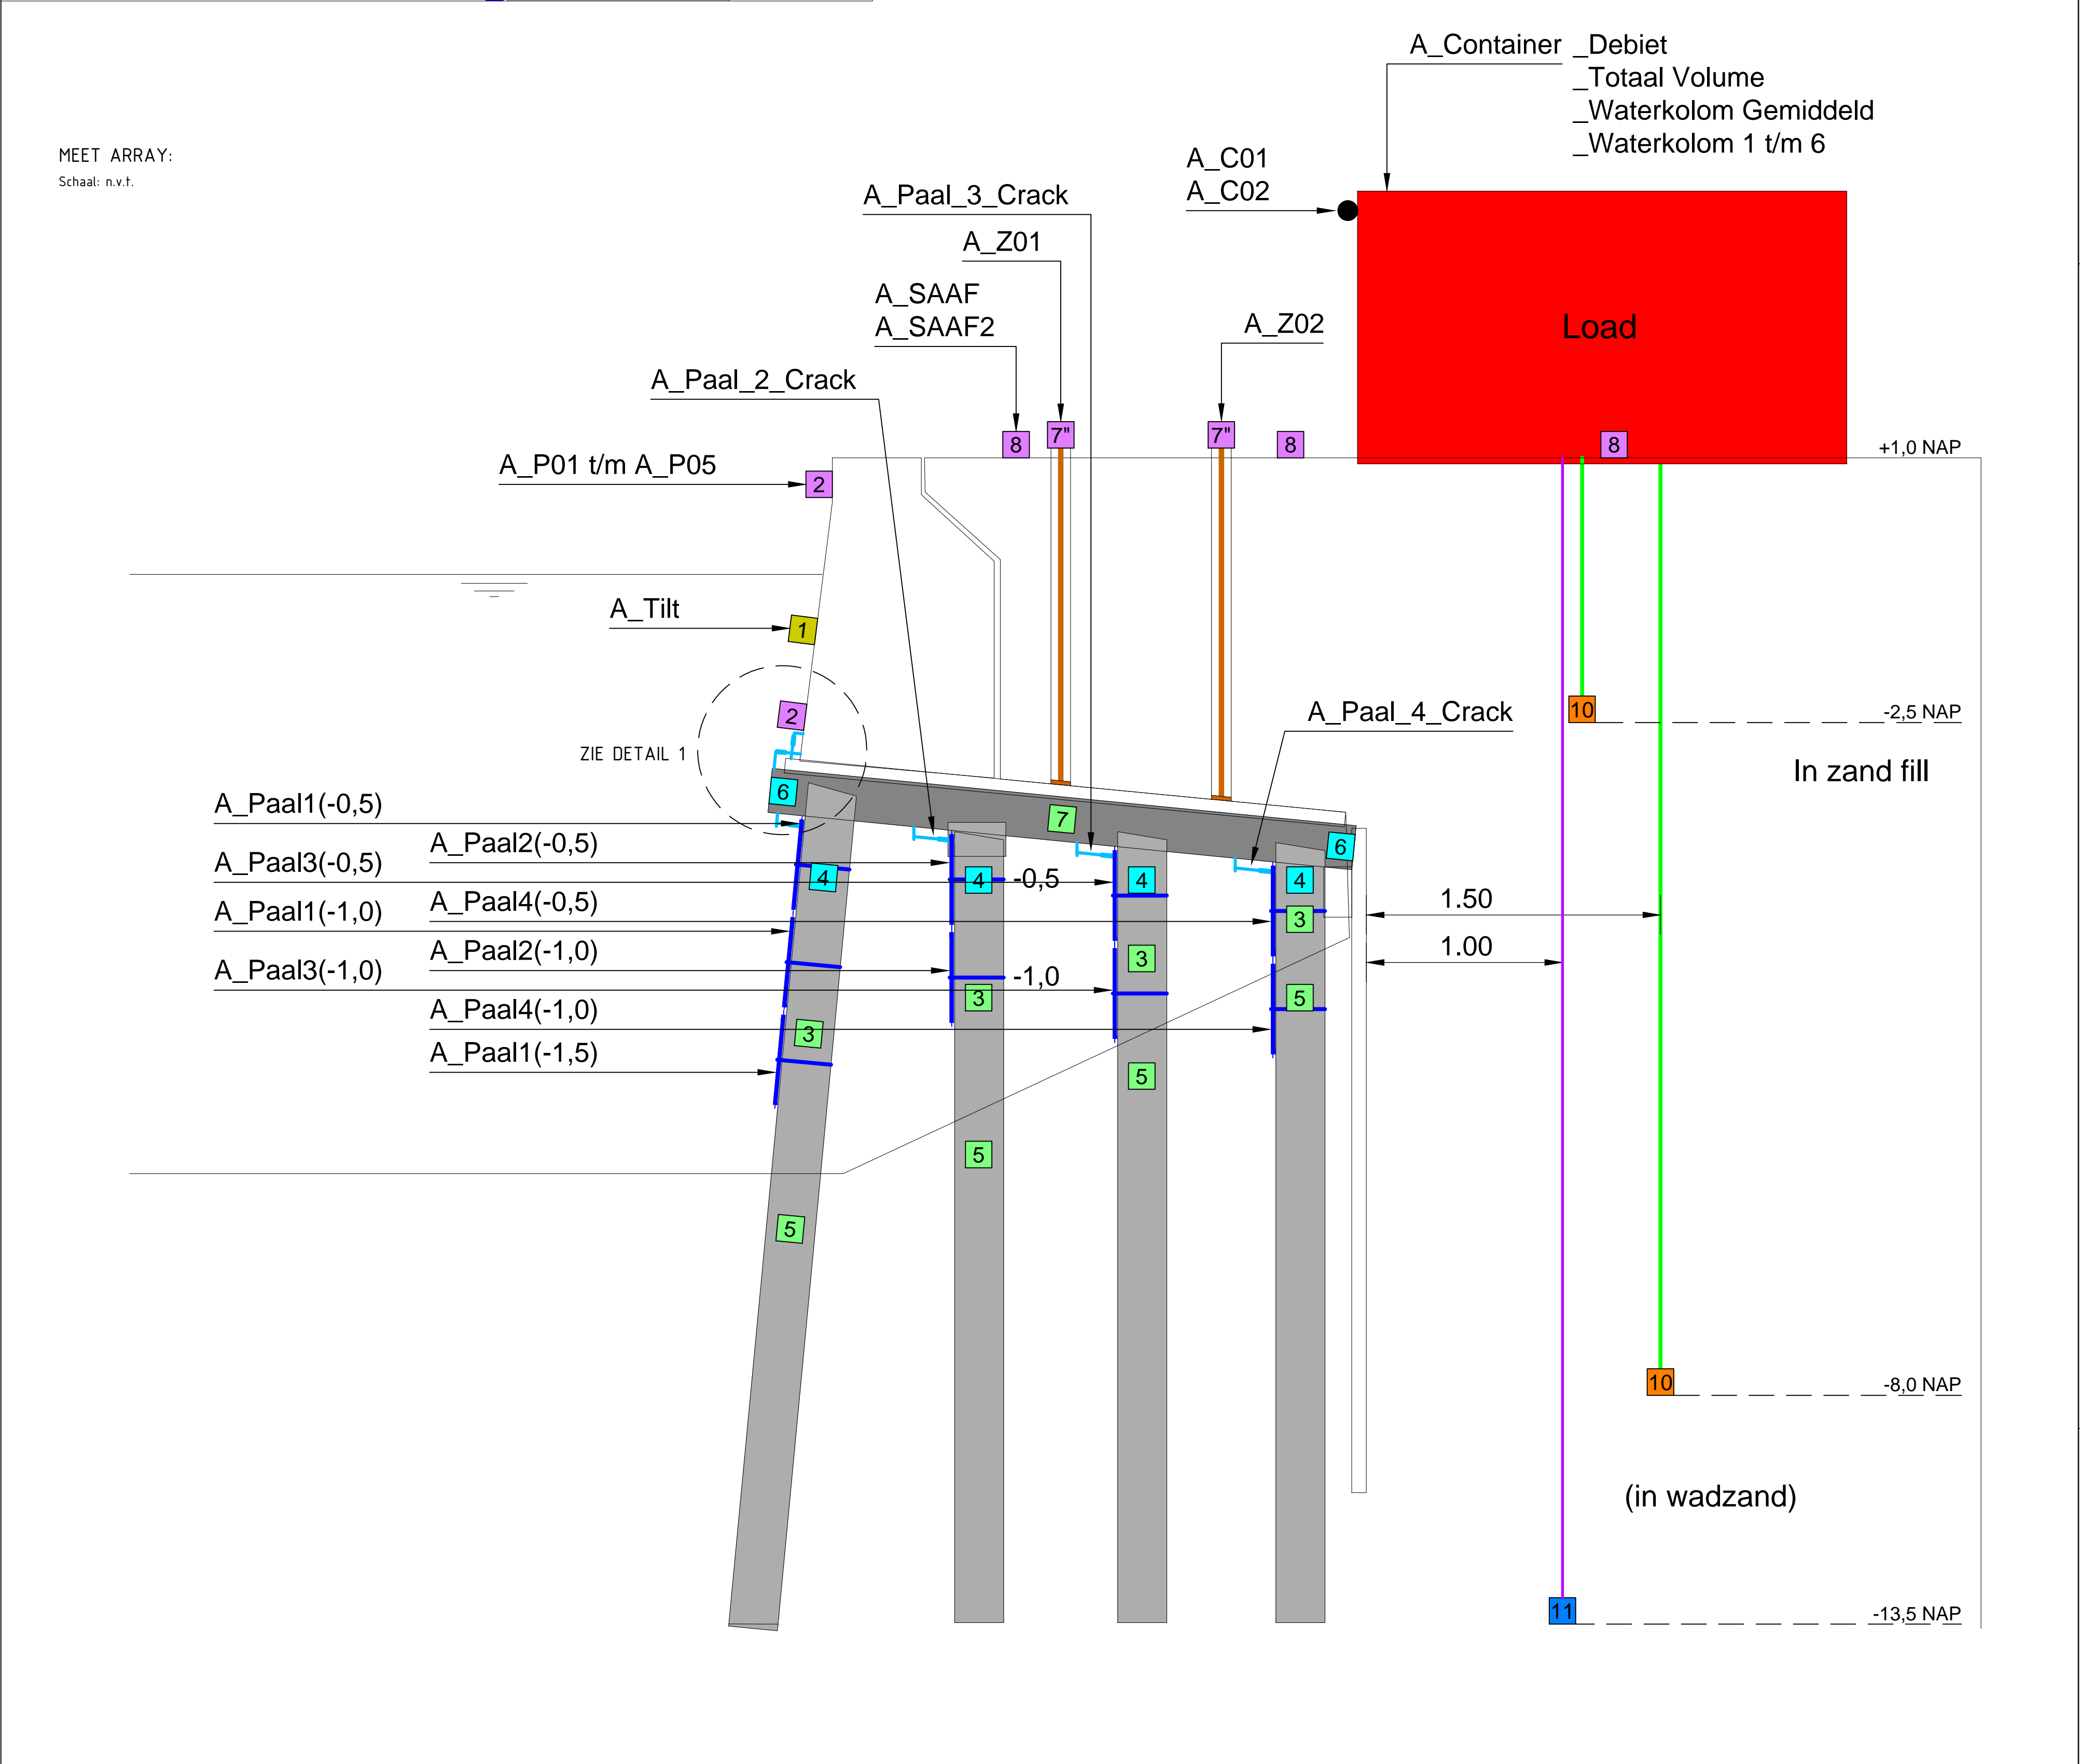 A_Container _Debiet
_Totaal Volume
_Waterkolom Gemiddeld
_Waterkolom 1 t/m 6
MEET ARRAY:
Schaal: n.v.t.
A_C01
A_C02
A_Paal_3_Crack
A_Z01
A_SAAF
A_SAAF2
A_Z02
Load
A_Paal_2_Crack
8
7"
7"
8
8
+1,0 NAP
A_P01 t/m A_P05
2
A_Tilt
1
2
10
-2,5 NAP
A_Paal_4_Crack
ZIE DETAIL 1
In zand fill
6
7
6
A_Paal1(-0,5)
A_Paal2(-0,5)
A_Paal3(-0,5)
4
4
-0,5
4
4
A_Paal4(-0,5)
1.50
A_Paal1(-1,0)
3
A_Paal2(-1,0)
1.00
3
A_Paal3(-1,0)
-1,0
3
5
A_Paal4(-1,0)
3
A_Paal1(-1,5)
5
5
5
10
-8,0 NAP
(in wadzand)
11
-13,5 NAP